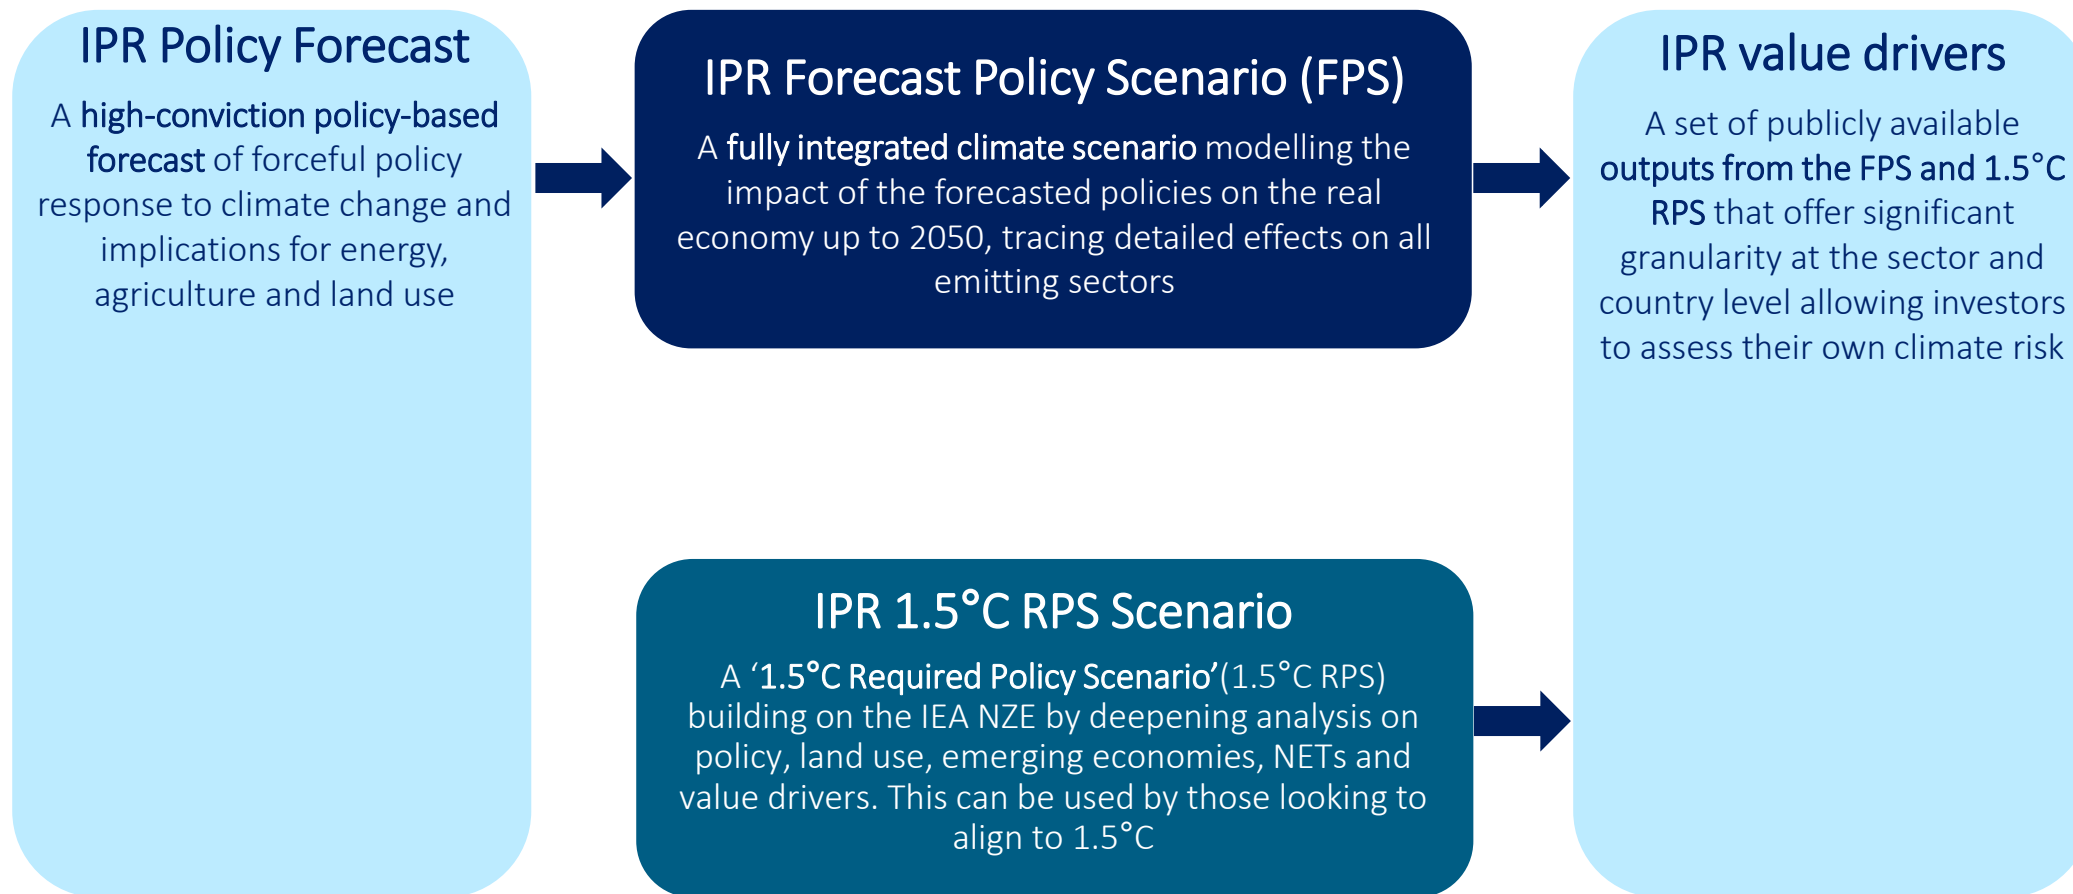 IPR Policy Forecast
A high-conviction policy-based
forecast of forceful policy
response to climate change and
implications for energy,
agriculture and land use
IPR Forecast Policy Scenario (FPS)
A fully integrated climate scenario modelling the
impact of the forecasted policies on the real
economy up to 2050, tracing detailed effects on all
emitting sectors
IPR 1.5°C RPS Scenario
A ‘1.5°C Required Policy Scenario’(1.5°C RPS)
building on the IEA NZE by deepening analysis on
policy, land use, emerging economies, NETs and
value drivers. This can be used by those looking to
align to 1.5°C
IPR value drivers
A set of publicly available
outputs from the FPS and 1.5°C
RPS that offer significant
granularity at the sector and
country level allowing investors
to assess their own climate risk